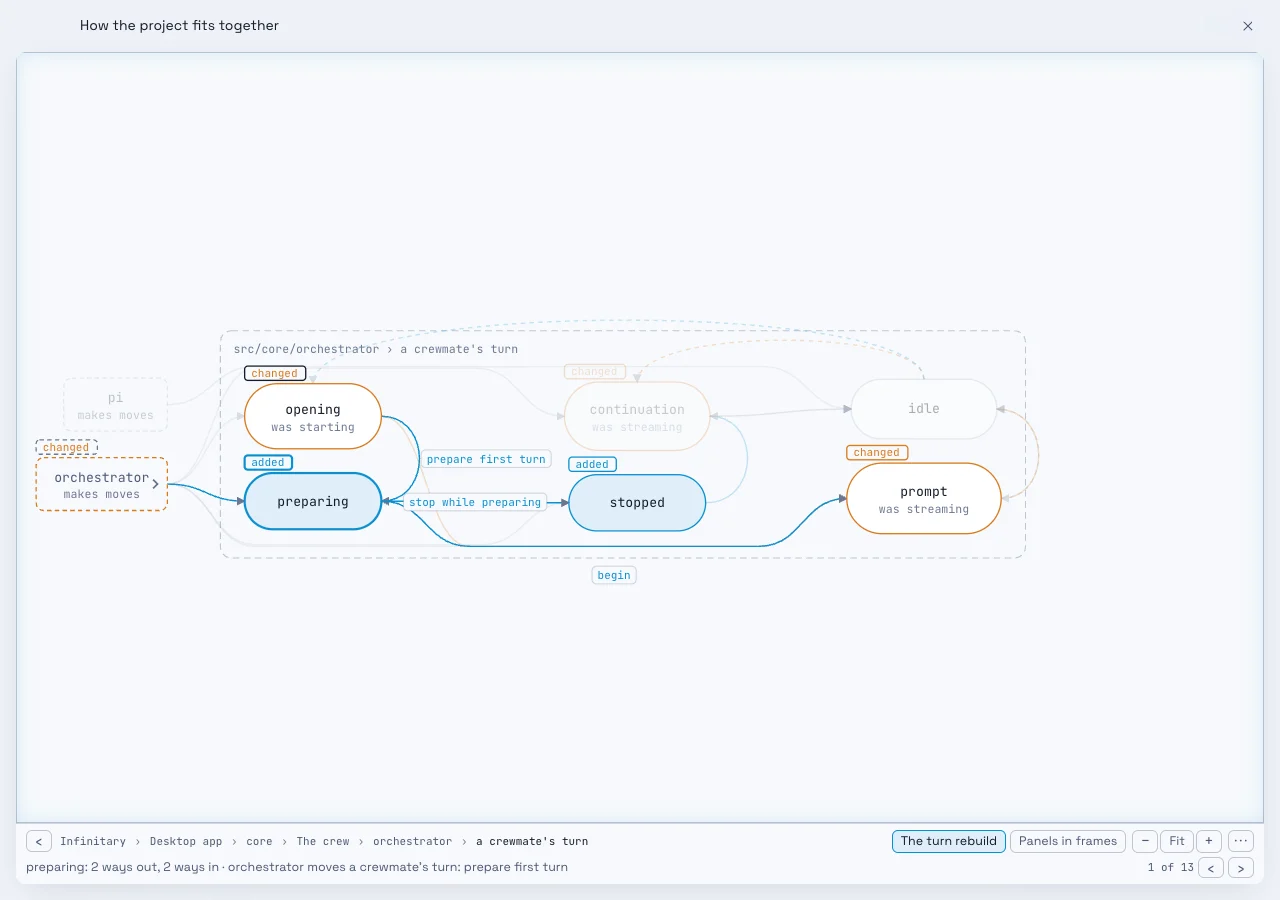 How the project fits together
src/core/orchestrator › a crewmate's turn
changed
opening
was starting
changed
continuation
was streaming
idle
pi
makes moves
changed
orchestrator
makes moves
added
preparing
prepare first turn
stop while preparing
added
stopped
changed
prompt
was streaming
begin
< Infinitary › Desktop app › core › The crew › orchestrator › a crewmate's turn
The turn rebuild Panels in frames − Fit + ···
preparing: 2 ways out, 2 ways in · orchestrator moves a crewmate's turn: prepare first turn
1 of 13 < >